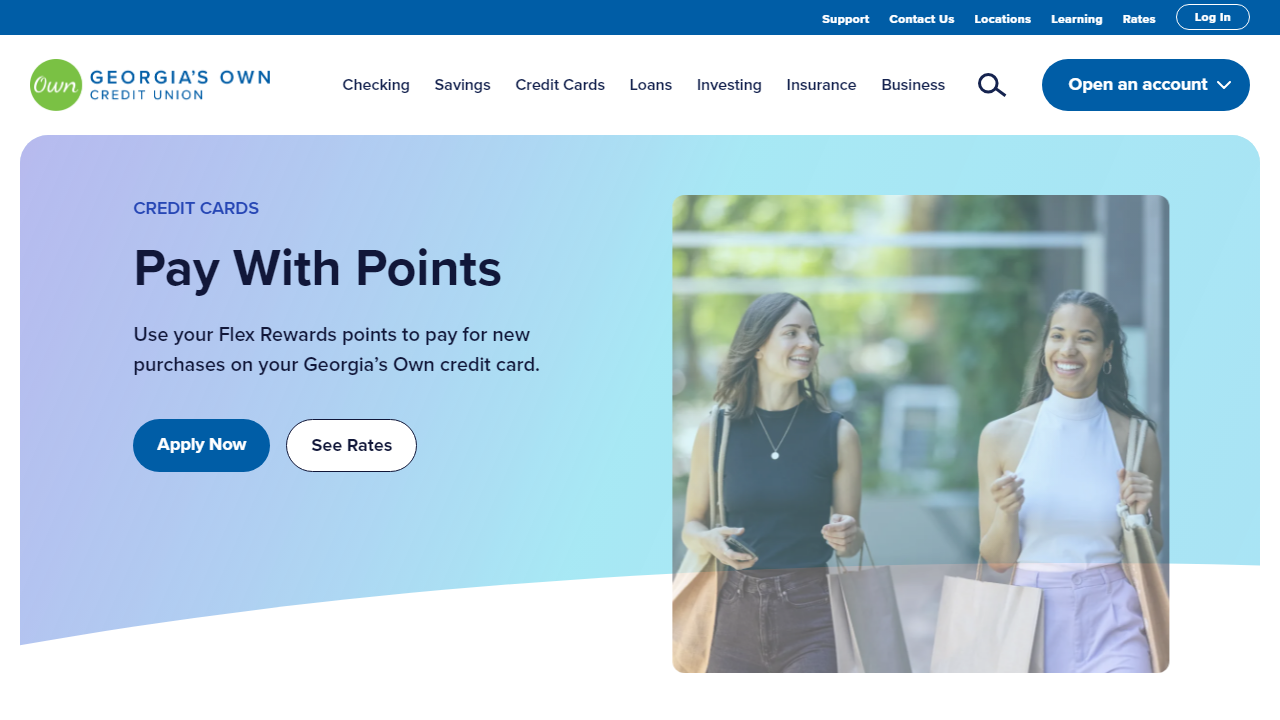 Support Contact Us Locations Learning Rates Log In
Own GEORGIA'S OWN
CREDIT UNION
Checking Savings Credit Cards Loans Investing Insurance Business
Open an account
CREDIT CARDS
Pay With Points
Use your Flex Rewards points to pay for new
purchases on your Georgia’s Own credit card.
Apply Now See Rates